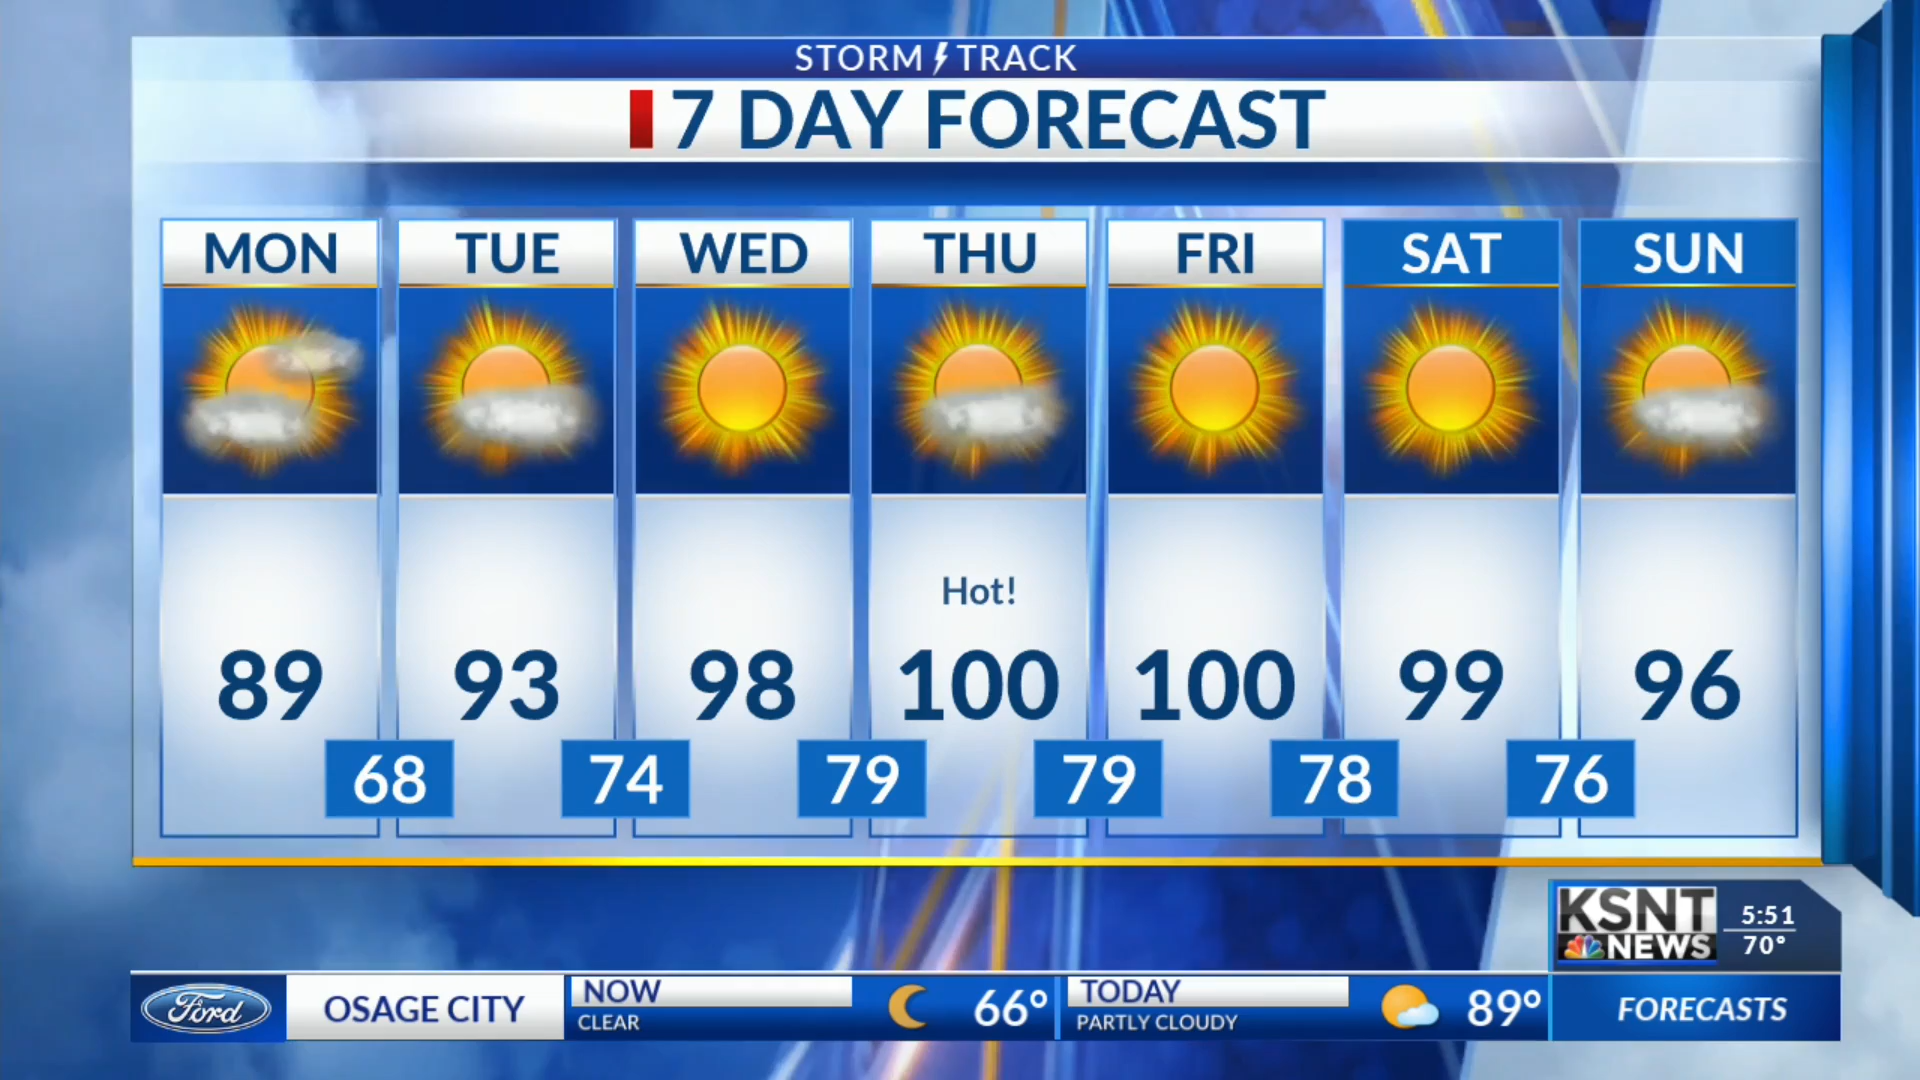 STORM TRACK
7 DAY FORECAST
MON TUE WED THU FRI SAT SUN
Hot!
89 93 98 100 100 99 96
68 74 79 79 78 76
KSNT
NEWS
5:51
70°
Ford
OSAGE CITY
NOW
CLEAR
66°
TODAY
PARTLY CLOUDY
89°
FORECASTS